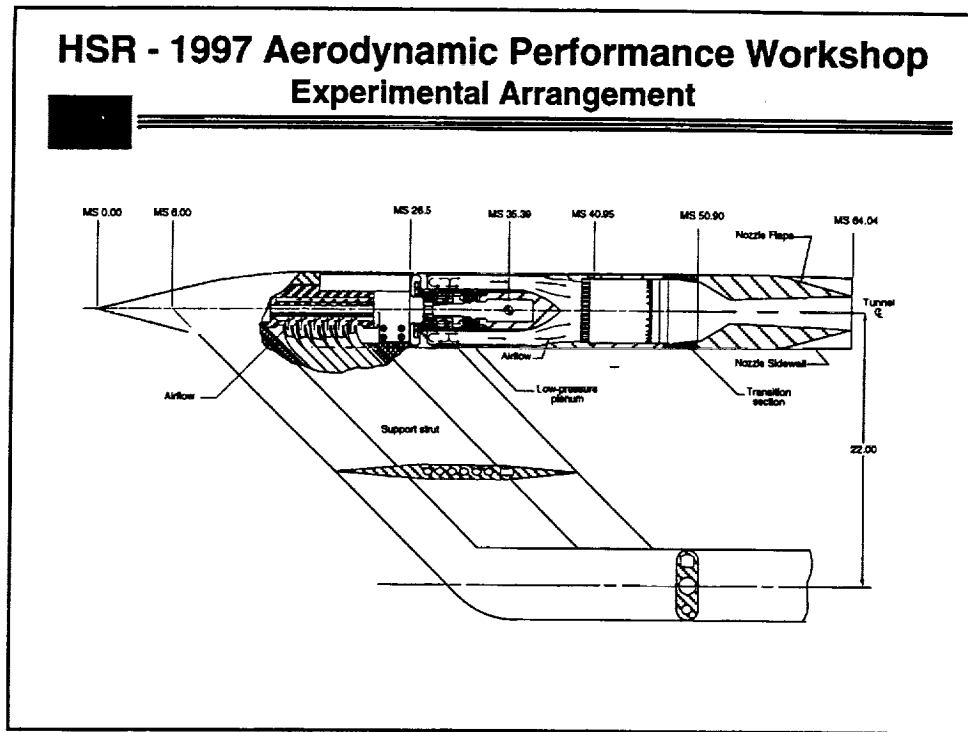 HSR - 1997 Aerodynamic Performance Workshop
Experimental Arrangement
MS 0.00
MS 6.00
MS 26.5
MS 35.39
MS 40.95
MS 50.90
MS 64.04
Nozzle Flaps
Tunnel
℄
Airflow
Nozzle Sidewall
Airflow
Low-pressure
plenum
Transition
section
Support strut
22.00